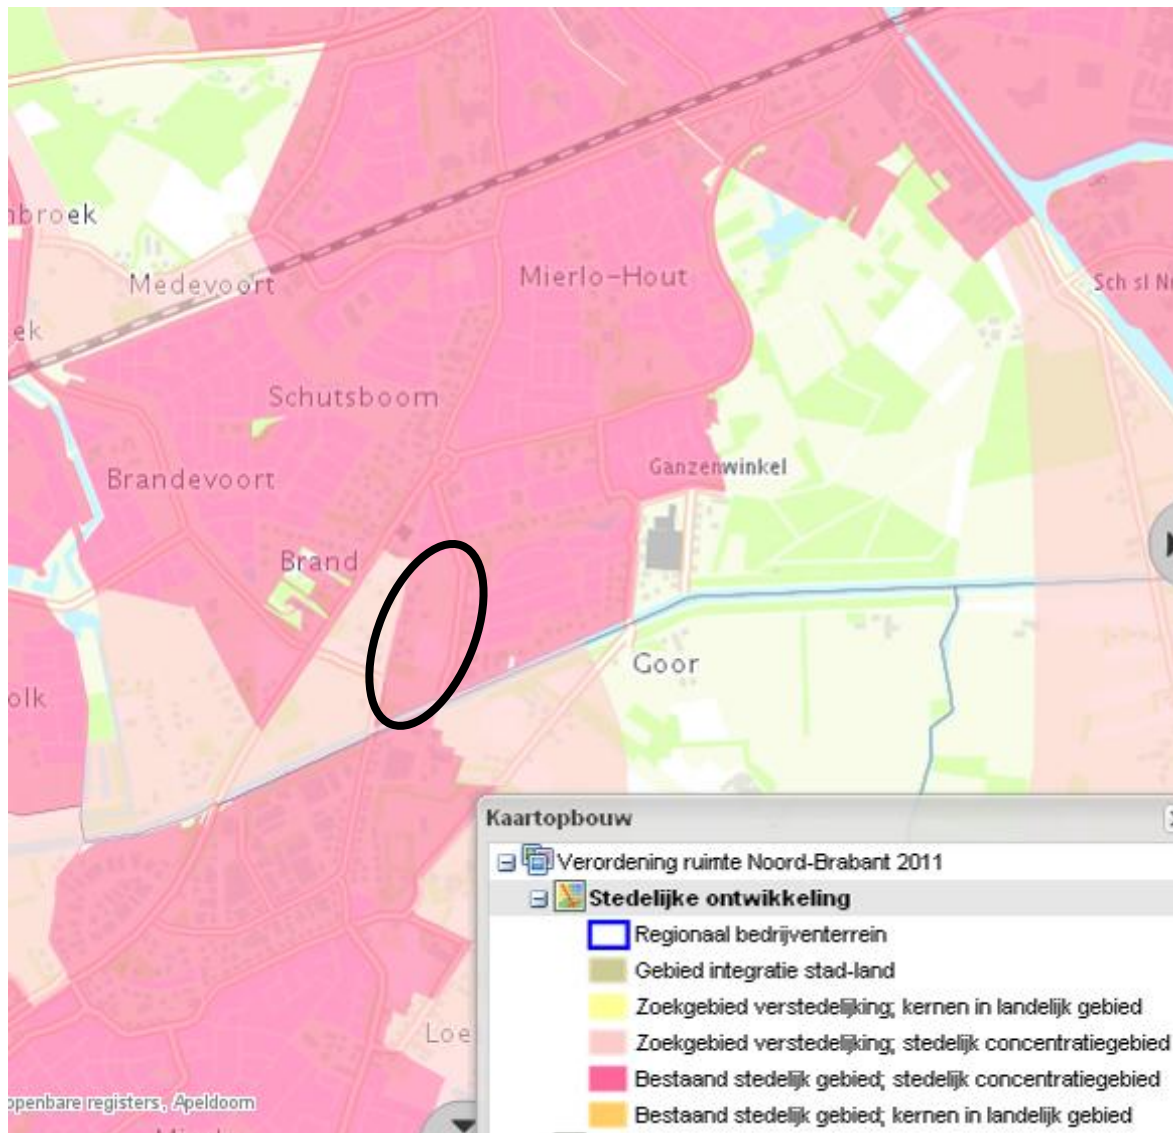 nbroek
Medevoort
Mierlo-Hout
Sch sl Ni
ek
Schutsboom
Ganzenwinkel
Brandevoort
Brand
Goor
olk
Kaartopbouw
Verordening ruimte Noord-Brabant 2011
Stedelijke ontwikkeling
Regionaal bedrijventerrein
Gebied integratie stad-land
Zoekgebied verstedelijking; kernen in landelijk gebied
Loe
Zoekgebied verstedelijking; stedelijk concentratiegebied
Bestaand stedelijk gebied; stedelijk concentratiegebied
openbare registers, Apeldoorn
Bestaand stedelijk gebied; kernen in landelijk gebied